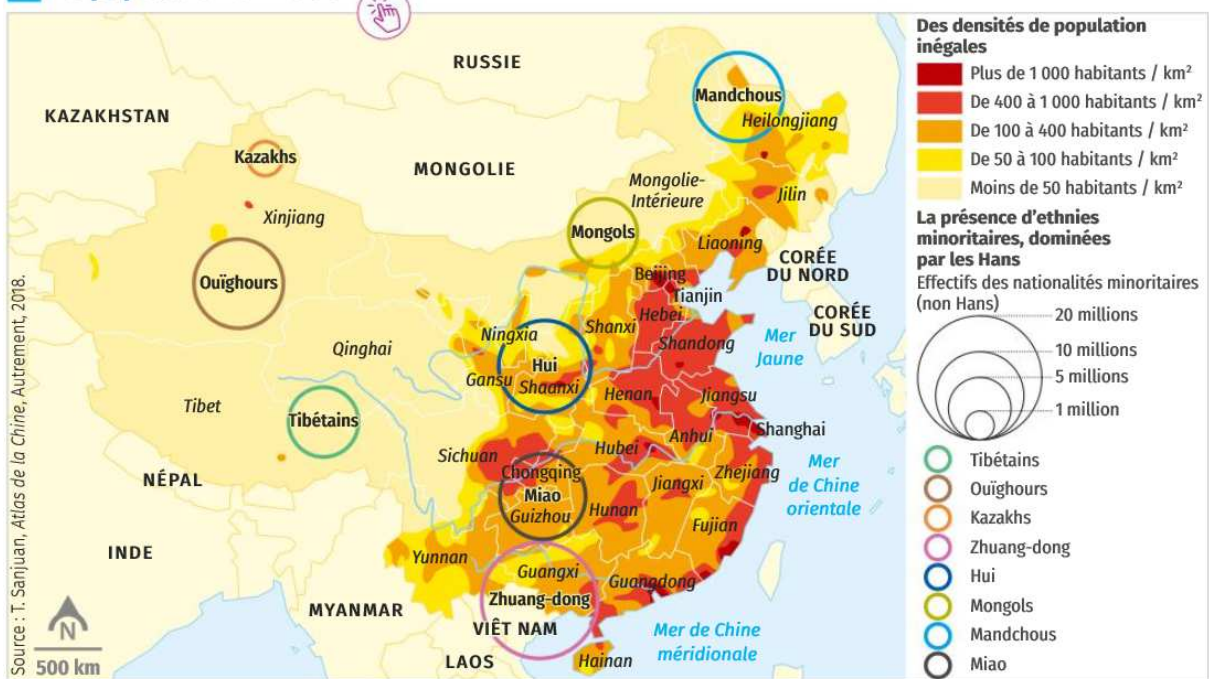 RUSSIE
KAZAKHSTAN
MONGOLIE
Mandchous
Heilongjiang
Kazakhs
Xinjiang
Mongolie-
Intérieure
Jilin
Mongols
Liaoning
Ouïghours
Beijing
Tianjin
CORÉE
DU NORD
CORÉE
DU SUD
Hebei
Shanxi
Shandong
Mer
Jaune
Ningxia
Qinghai
Hui
Gansu
Shaanxi
Henan
Jiangsu
Tibet
Tibétains
Shanghai
Anhui
Hubei
Sichuan
Chongqing
Zhejiang
Mer
de Chine
orientale
NÉPAL
Miao
Jiangxi
Guizhou
Hunan
Fujian
INDE
Yunnan
Guangxi
Guangdong
MYANMAR
Zhuang-dong
VIÊT NAM
LAOS
Hainan
Mer de Chine
méridionale
N
500 km
Source : T. Sanjuan, Atlas de la Chine, Autrement, 2018.
Des densités de population
inégales
Plus de 1 000 habitants / km²
De 400 à 1 000 habitants / km²
De 100 à 400 habitants / km²
De 50 à 100 habitants / km²
Moins de 50 habitants / km²
La présence d'ethnies
minoritaires, dominées
par les Hans
Effectifs des nationalités minoritaires
(non Hans)
20 millions
10 millions
5 millions
1 million
Tibétains
Ouïghours
Kazakhs
Zhuang-dong
Hui
Mongols
Mandchous
Miao